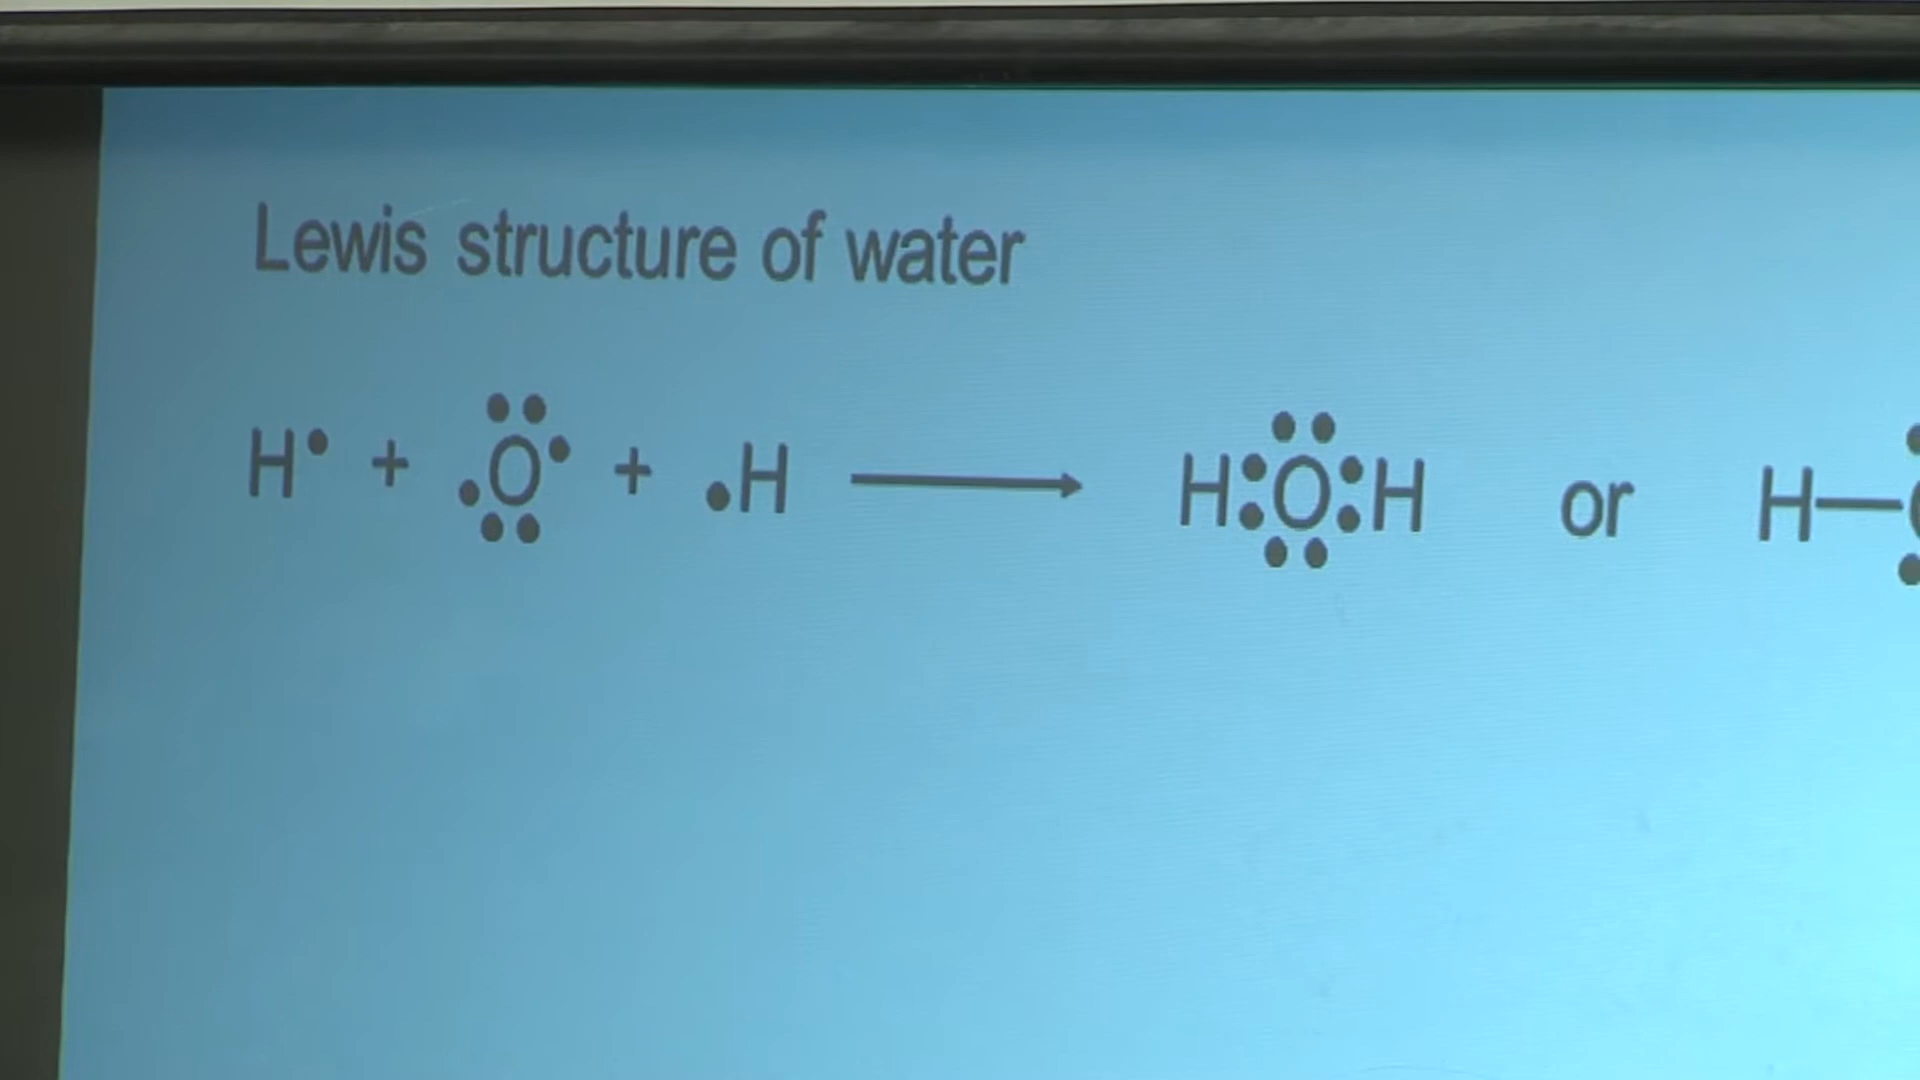 Lewis structure of water
H• + •Ö• + •H ⟶ H:Ö:H or H—